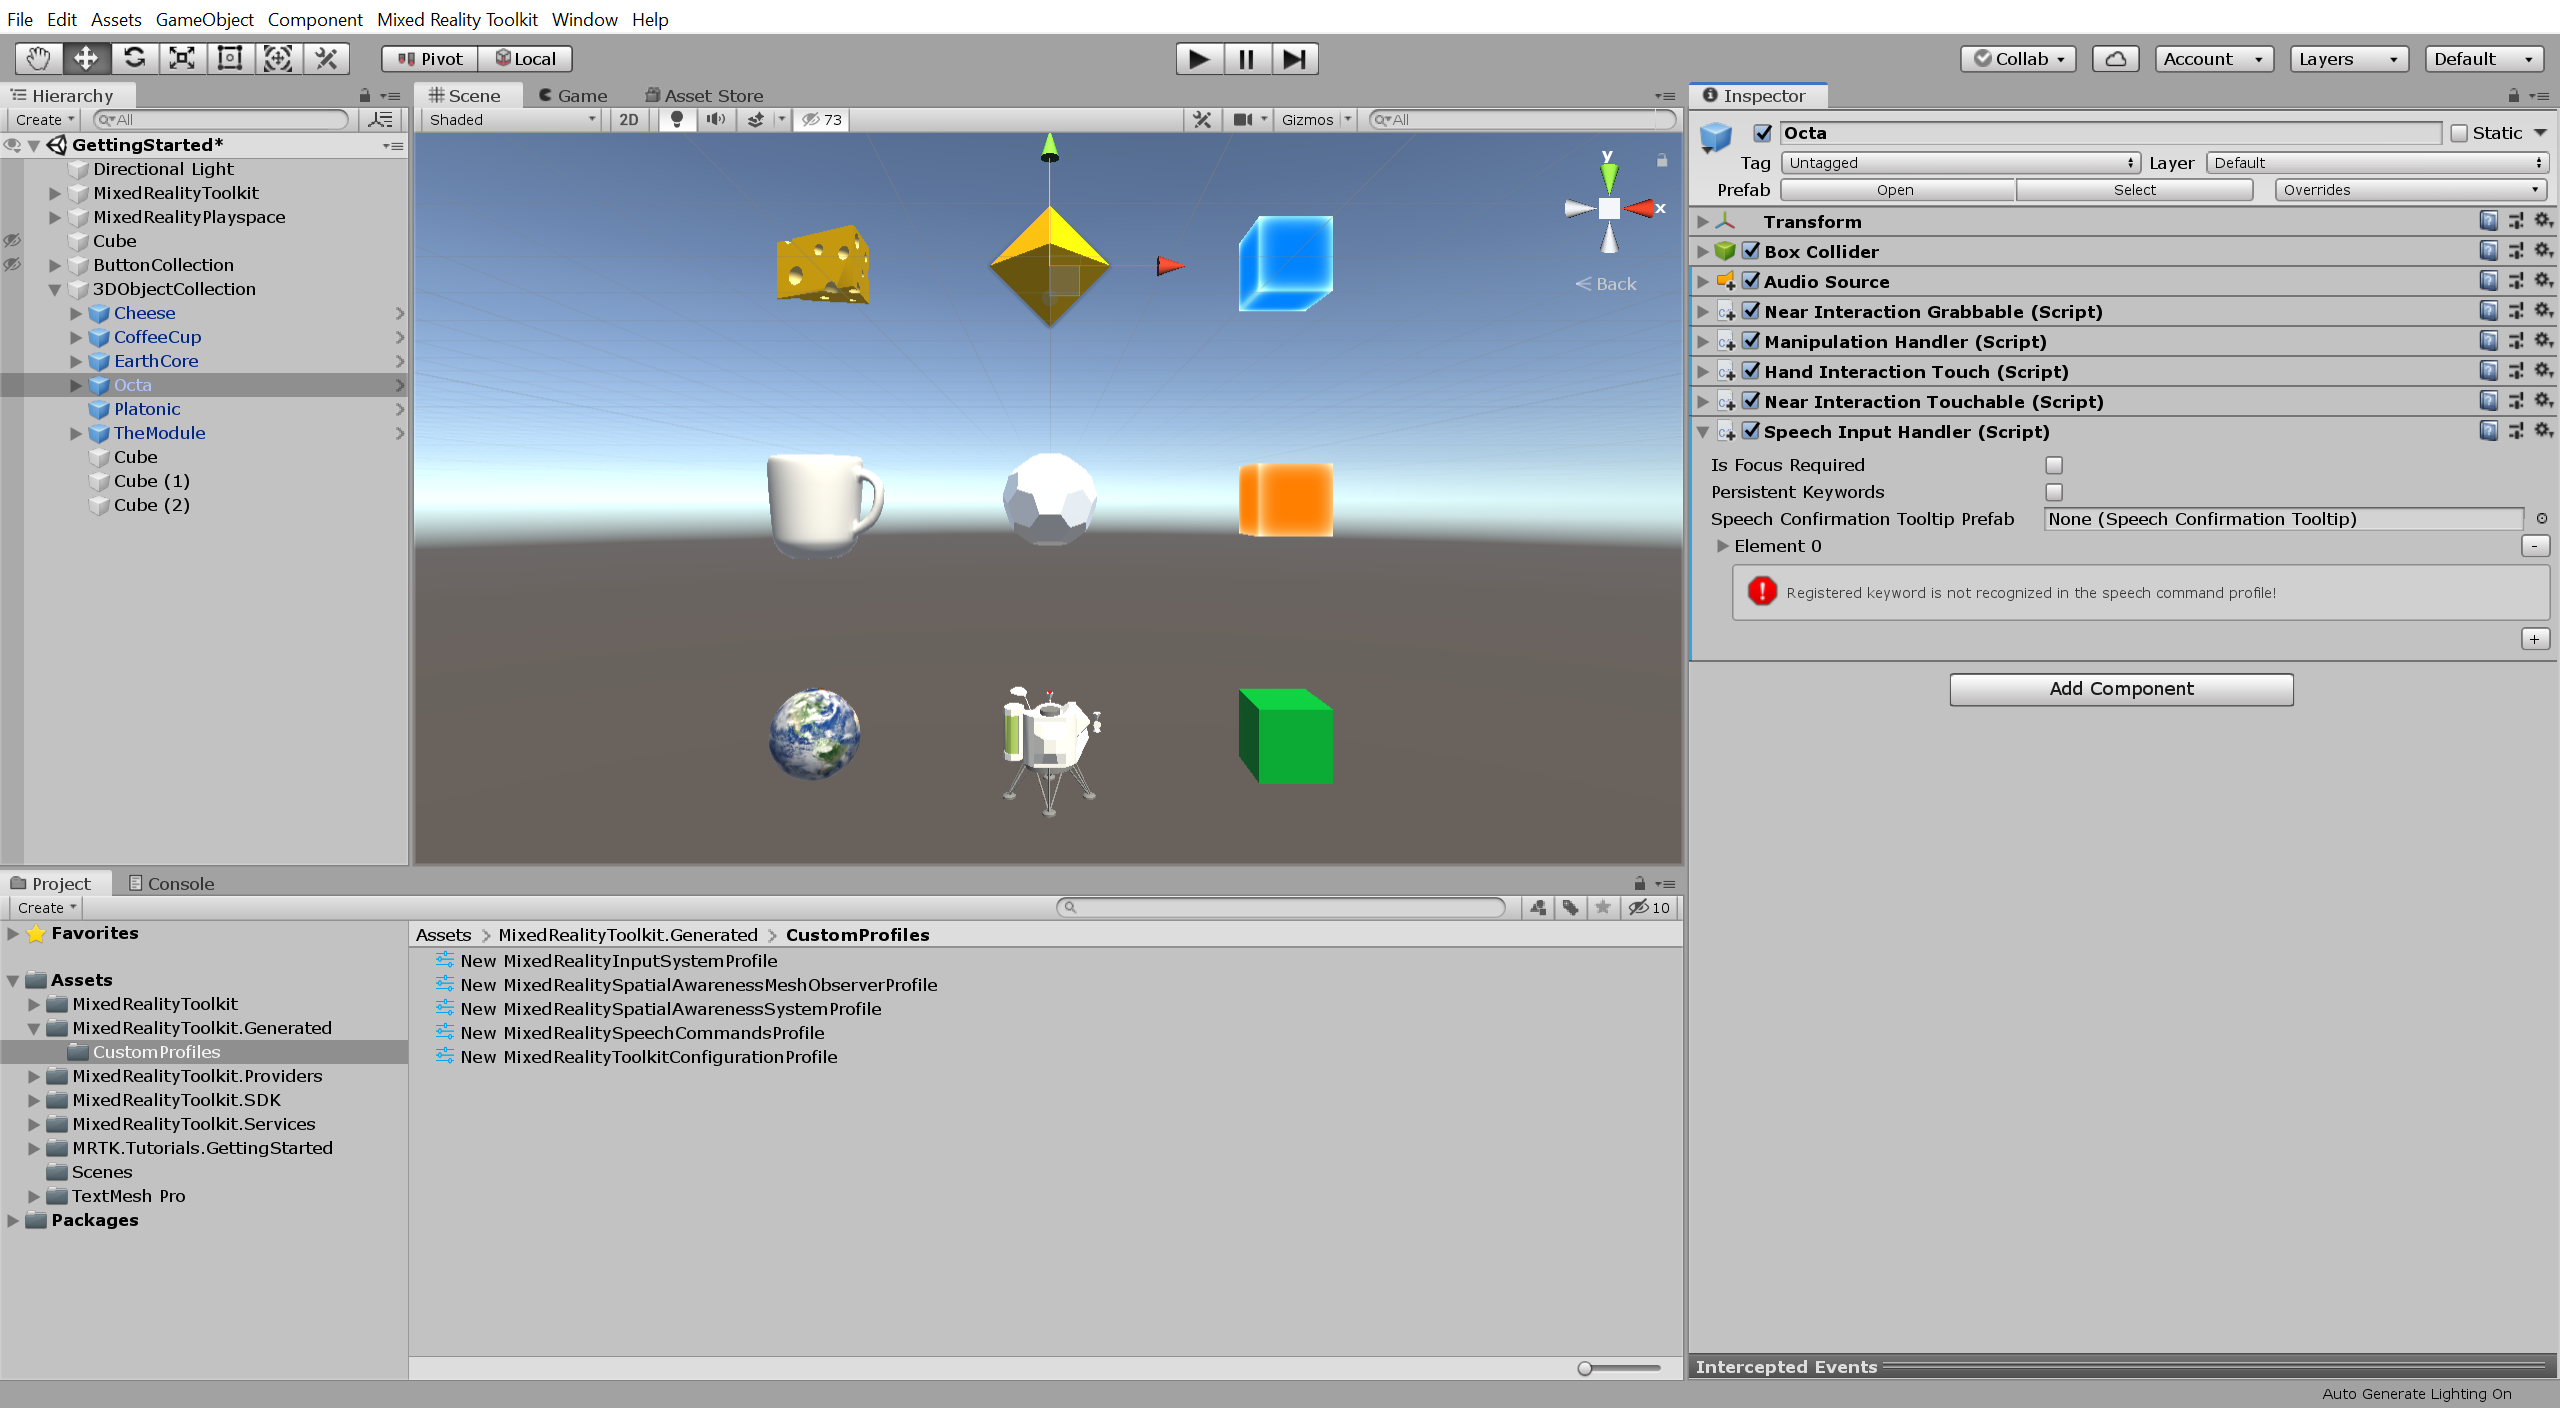 File Edit Assets GameObject Component Mixed Reality Toolkit Window Help
Pivot Local
Collab Account Layers Default
Hierarchy
Create All
GettingStarted*
Directional Light
MixedRealityToolkit
MixedRealityPlayspace
Cube
ButtonCollection
3DObjectCollection
Cheese
CoffeeCup
EarthCore
Octa
Platonic
TheModule
Cube
Cube (1)
Cube (2)
Scene Game Asset Store
Shaded 2D 73 Gizmos All
y
x
< Back
Inspector
Octa Static
Tag Untagged Layer Default
Prefab Open Select Overrides
Transform
Box Collider
Audio Source
Near Interaction Grabbable (Script)
Manipulation Handler (Script)
Hand Interaction Touch (Script)
Near Interaction Touchable (Script)
Speech Input Handler (Script)
Is Focus Required
Persistent Keywords
Speech Confirmation Tooltip Prefab None (Speech Confirmation Tooltip)
Element 0 -
Registered keyword is not recognized in the speech command profile!
+
Add Component
Project Console
Create 10
Favorites
Assets
MixedRealityToolkit
MixedRealityToolkit.Generated
CustomProfiles
MixedRealityToolkit.Providers
MixedRealityToolkit.SDK
MixedRealityToolkit.Services
MRTK.Tutorials.GettingStarted
Scenes
TextMesh Pro
Packages
Assets > MixedRealityToolkit.Generated > CustomProfiles
New MixedRealityInputSystemProfile
New MixedRealitySpatialAwarenessMeshObserverProfile
New MixedRealitySpatialAwarenessSystemProfile
New MixedRealitySpeechCommandsProfile
New MixedRealityToolkitConfigurationProfile
Intercepted Events
Auto Generate Lighting On